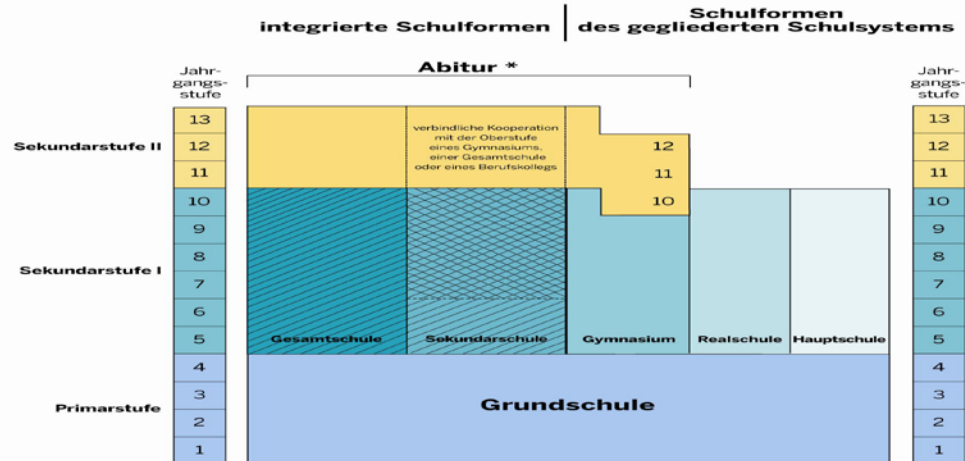 integrierte Schulformen
Schulformen
des gegliederten Schulsystems
Abitur *
Jahr-
gangs-
stufe
Jahr-
gangs-
stufe
Sekundarstufe II
13
12
11
verbindliche Kooperation
mit der Oberstufe
eines Gymnasiums,
einer Gesamtschule
oder eines Berufskollegs
12
11
10
13
12
11
Sekundarstufe I
10
9
8
7
6
5
Gesamtschule
Sekundarschule
Gymnasium
Realschule
Hauptschule
10
9
8
7
6
5
Primarstufe
4
3
2
1
Grundschule
4
3
2
1